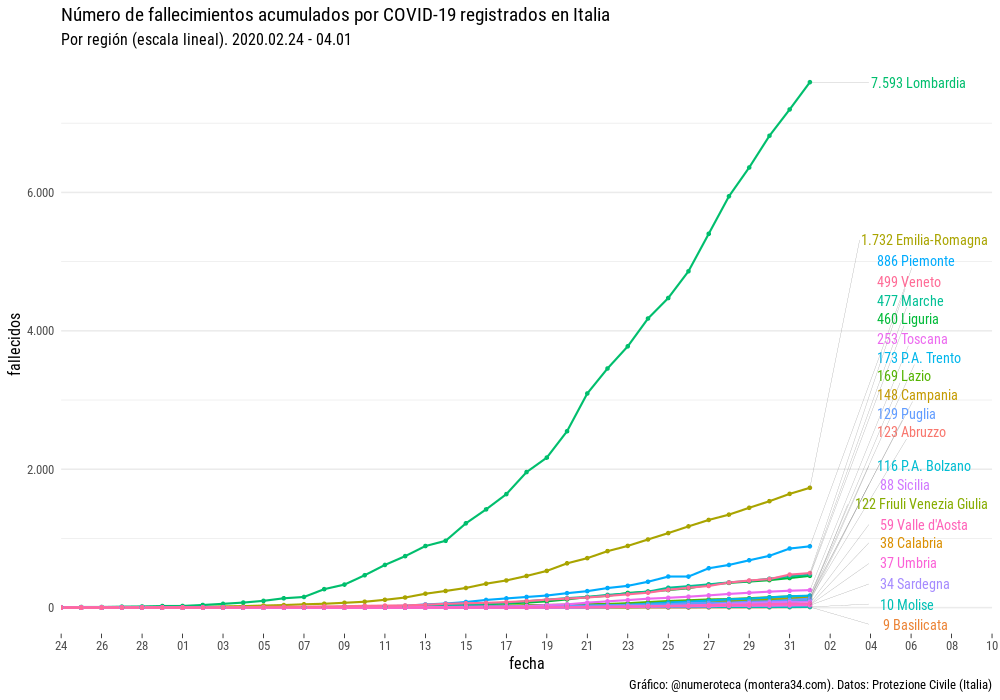 Número de fallecimientos acumulados por COVID-19 registrados en Italia
Por región (escala lineal). 2020.02.24 - 04.01
7.593 Lombardia
6.000
1.732 Emilia-Romagna
886 Piemonte
499 Veneto
477 Marche
460 Liguria
4.000
253 Toscana
173 P.A. Trento
169 Lazio
148 Campania
129 Puglia
123 Abruzzo
2.000
116 P.A. Bolzano
88 Sicilia
122 Friuli Venezia Giulia
59 Valle d'Aosta
38 Calabria
37 Umbria
34 Sardegna
0
10 Molise
9 Basilicata
fallecidos
24 26 28 01 03 05 07 09 11 13 15 17 19 21 23 25 27 29 31 02 04 06 08 10
fecha
Gráfico: @numeroteca (montera34.com). Datos: Protezione Civile (Italia)